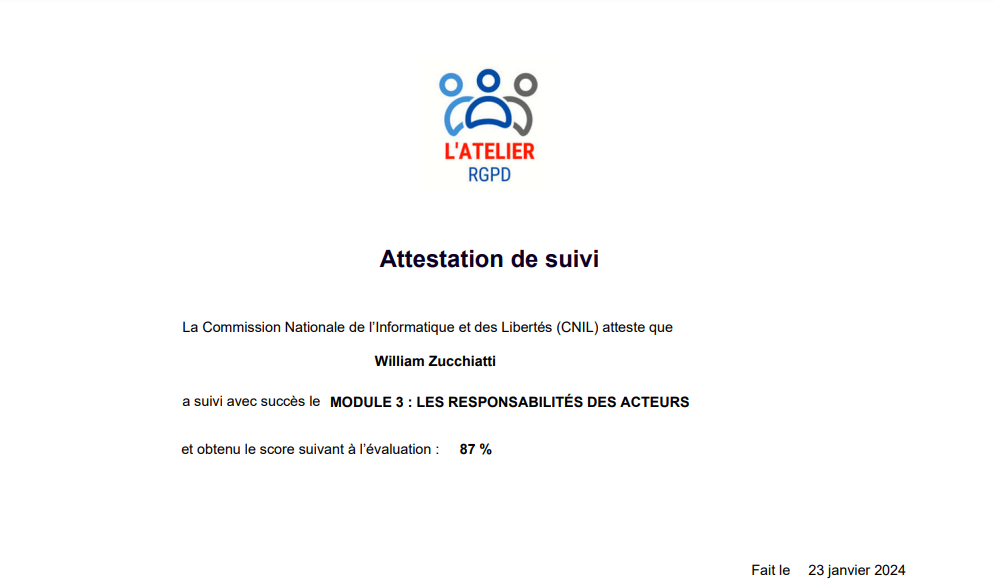 L'ATELIER
RGPD
Attestation de suivi
La Commission Nationale de l’Informatique et des Libertés (CNIL) atteste que
William Zucchiatti
a suivi avec succès le MODULE 3 : LES RESPONSABILITÉS DES ACTEURS
et obtenu le score suivant à l’évaluation : 87 %
Fait le 23 janvier 2024